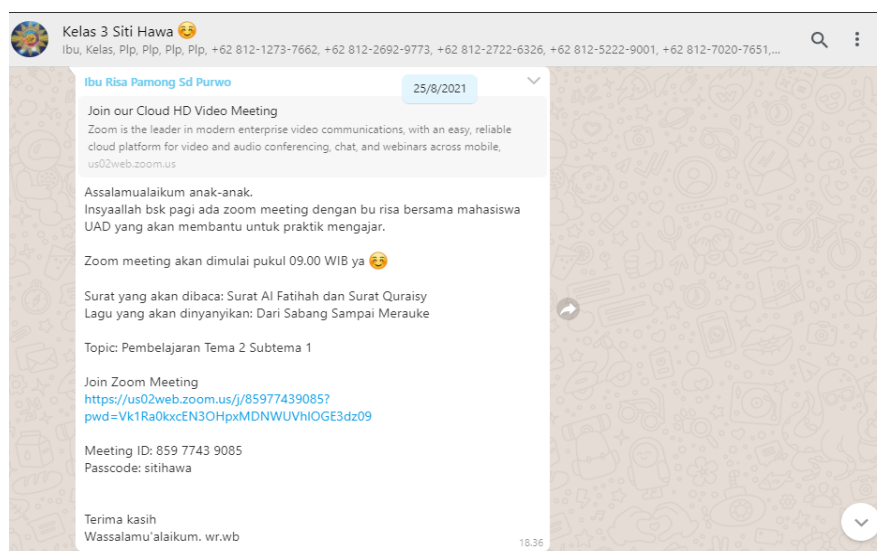 Kelas 3 Siti Hawa 😊
Ibu, Kelas, Plp, Plp, Plp, Plp, +62 812-1273-7662, +62 812-2692-9773, +62 812-2722-6326, +62 812-5222-9001, +62 812-7020-7651,...
Ibu Risa Pamong Sd Purwo
25/8/2021
Join our Cloud HD Video Meeting
Zoom is the leader in modern enterprise video communications, with an easy, reliable
cloud platform for video and audio conferencing, chat, and webinars across mobile,
us02web.zoom.us
Assalamualaikum anak-anak.
Insyaallah bsk pagi ada zoom meeting dengan bu risa bersama mahasiswa
UAD yang akan membantu untuk praktik mengajar.
Zoom meeting akan dimulai pukul 09.00 WIB ya 😊
Surat yang akan dibaca: Surat Al Fatihah dan Surat Quraisy
Lagu yang akan dinyanyikan: Dari Sabang Sampai Merauke
Topic: Pembelajaran Tema 2 Subtema 1
Join Zoom Meeting
https://us02web.zoom.us/j/85977439085?
pwd=Vk1Ra0kxcEN3OHpxMDNWUVhIOGE3dz09
Meeting ID: 859 7743 9085
Passcode: sitihawa
Terima kasih
Wassalamu'alaikum. wr.wb
18.36